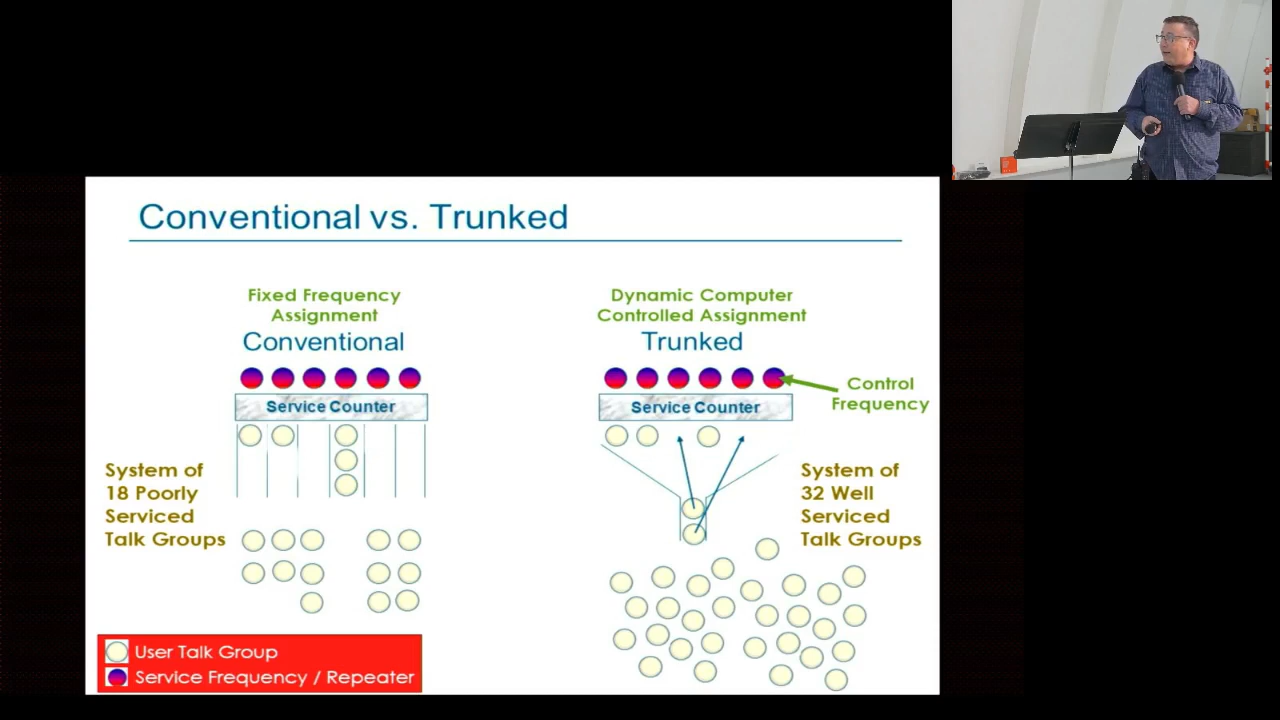 Conventional vs. Trunked
Fixed Frequency
Assignment
Conventional
Service Counter
System of
18 Poorly
Serviced
Talk Groups
Dynamic Computer
Controlled Assignment
Trunked
Control
Frequency
Service Counter
System of
32 Well
Serviced
Talk Groups
User Talk Group
Service Frequency / Repeater